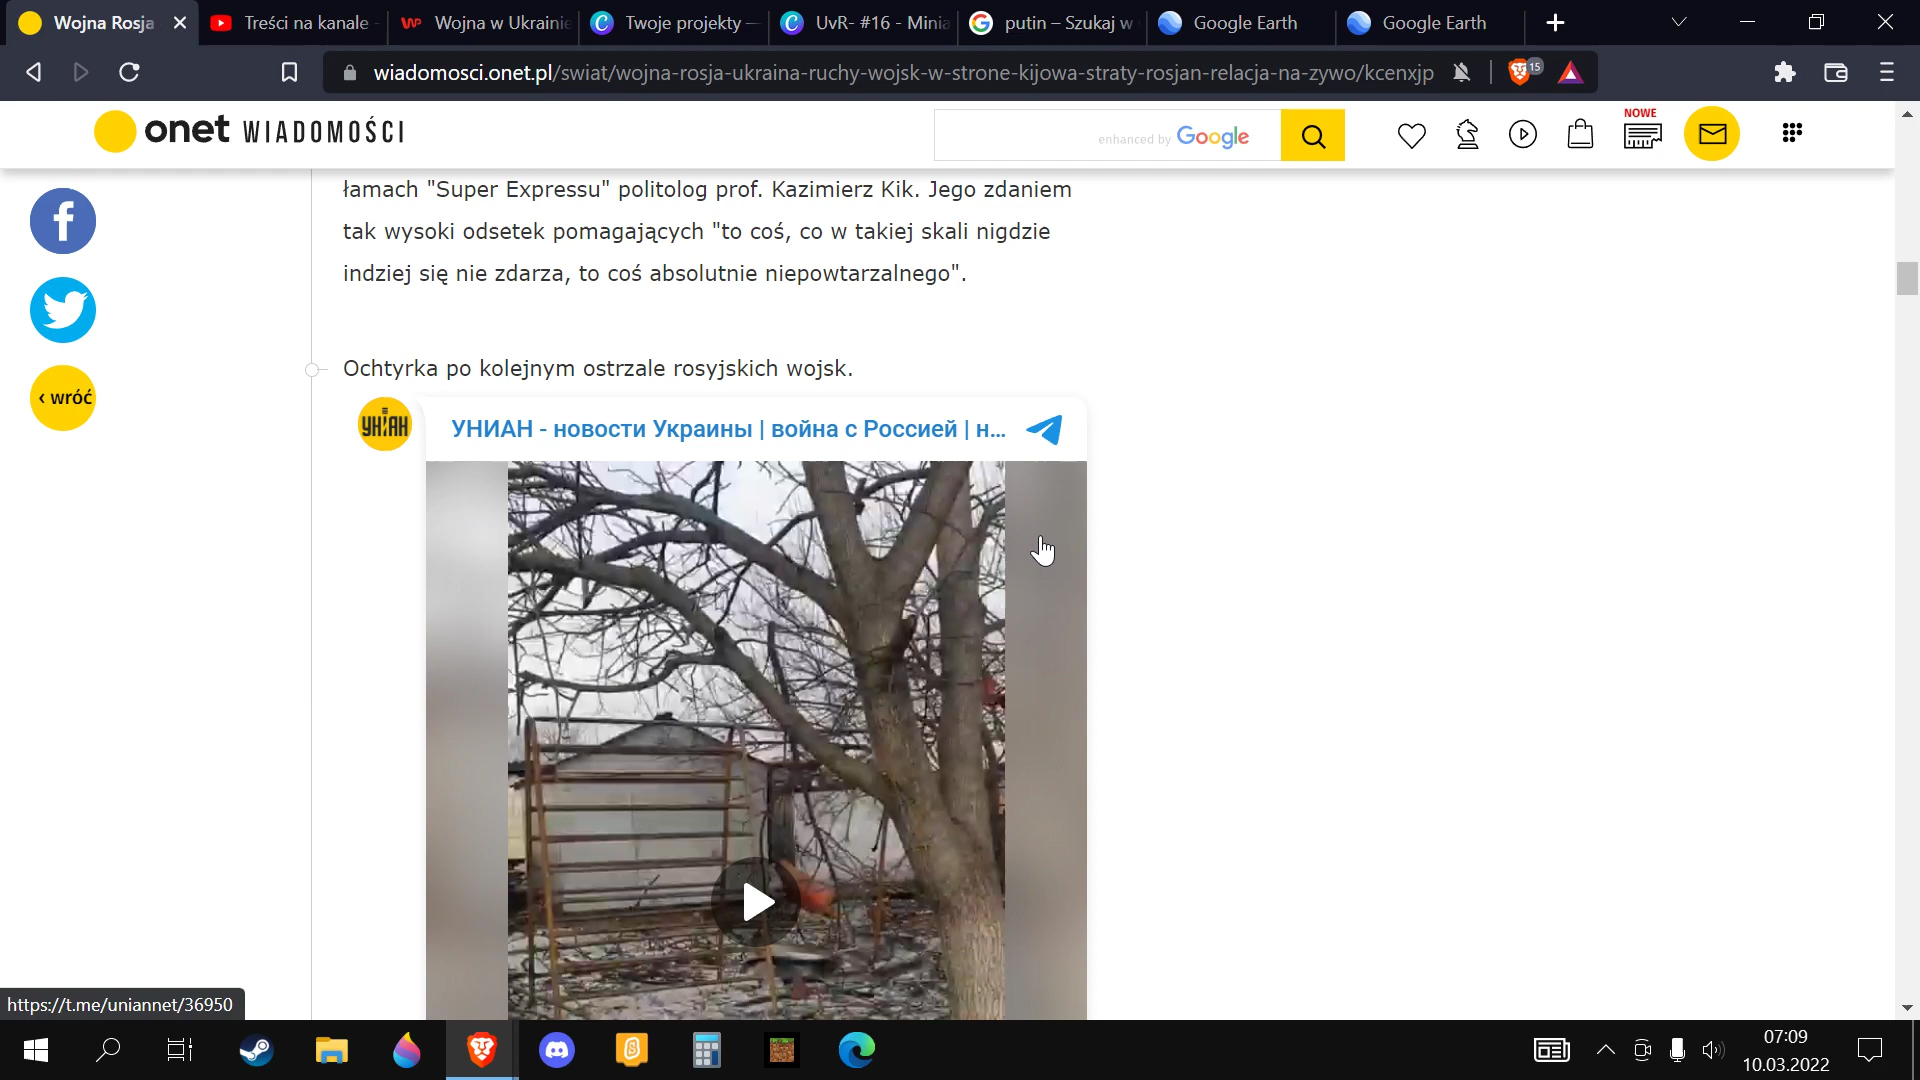 Wojna Rosja
Treści na kanale -
Wojna w Ukrainie
Twoje projekty –
UvR- #16 - Minia
putin – Szukaj w
Google Earth
Google Earth
wiadomosci.onet.pl/swiat/wojna-rosja-ukraina-ruchy-wojsk-w-strone-kijowa-straty-rosjan-relacja-na-zywo/kcenxjp
15
onet WIADOMOŚCI
enhanced by Google
NOWE
łamach "Super Expressu" politolog prof. Kazimierz Kik. Jego zdaniem
tak wysoki odsetek pomagających "to coś, co w takiej skali nigdzie
indziej się nie zdarza, to coś absolutnie niepowtarzalnego".
‹ wróć
Ochtyrka po kolejnym ostrzale rosyjskich wojsk.
УНІАН
УНИАН - новости Украины | война с Россией | н...
https://t.me/uniannet/36950
07:09
10.03.2022